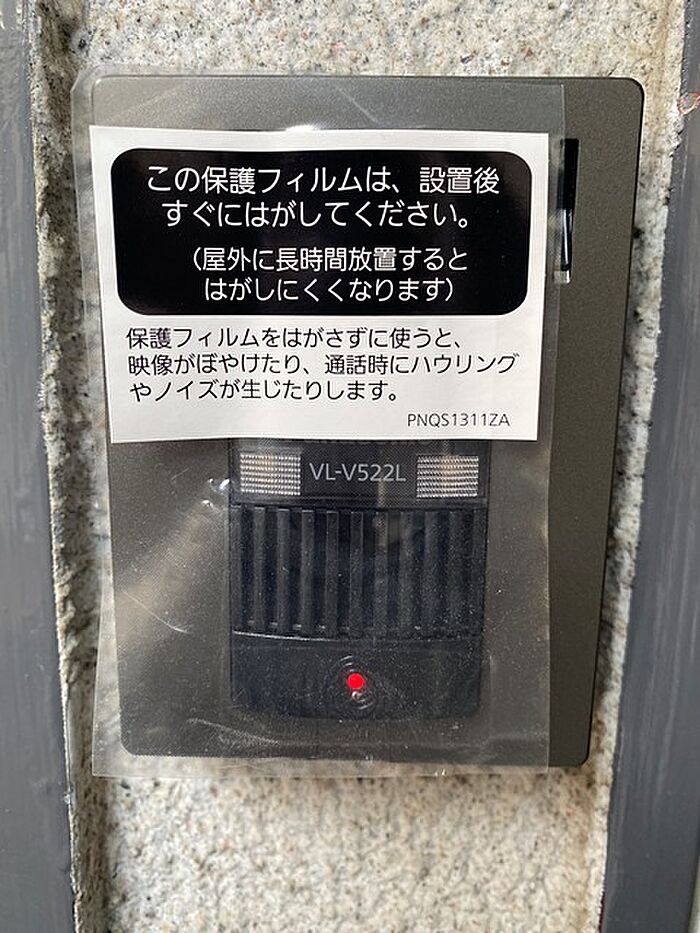 この保護フィルムは、設置後
すぐにはがしてください。
（屋外に長時間放置すると
はがしにくくなります）
保護フィルムをはがさずに使うと、
映像がぼやけたり、通話時にハウリング
やノイズが生じたりします。
PNQS1311ZA
VL-V522L